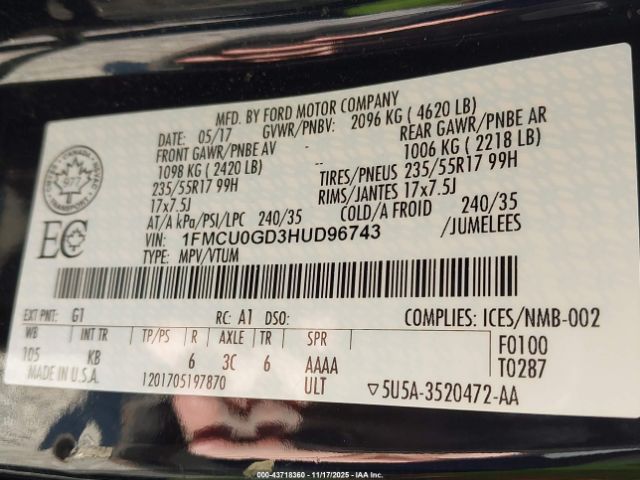 MFD. BY FORD MOTOR COMPANY
DATE: 05/17 GVWR/PNBV: 2096 KG ( 4620 LB)
FRONT GAWR/PNBE AV REAR GAWR/PNBE AR
1098 KG ( 2420 LB) 1006 KG ( 2218 LB)
235/55R17 99H TIRES/PNEUS 235/55R17 99H
17x7.5J RIMS/JANTES 17x7.5J
AT/A kPa/PSI/LPC 240/35 COLD/A FROID 240/35
VIN: 1FMCU0GD3HUD96743 /JUMELEES
TYPE: MPV/VTUM
CANADA
977
TRANSPORT
EC
EXT PNT: G1 RC: A1 DSO: COMPLIES: ICES/NMB-002
WB INT TR TP/PS R AXLE TR SPR F0100
105 KB 6 3C 6 AAAA T0287
MADE IN U.S.A. 1201705197870 ULT ▽5U5A-3520472-AA
000-43718360 - 11/17/2025 - IAA Inc.